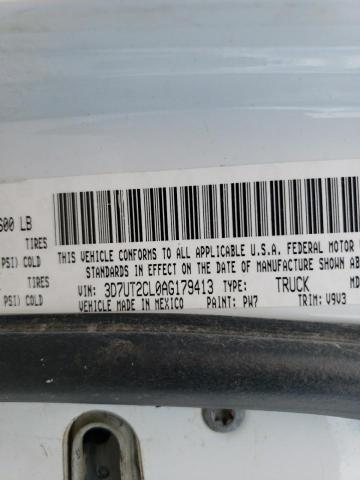 600 LB
TIRES
PSI) COLD
TIRES
PSI) COLD
THIS VEHICLE CONFORMS TO ALL APPLICABLE U.S.A. FEDERAL MOTOR
STANDARDS IN EFFECT ON THE DATE OF MANUFACTURE SHOWN AB
VIN: 3D7UT2CL0AG179413 TYPE: TRUCK MD
VEHICLE MADE IN MEXICO PAINT: PW7 TRIM: V9V3